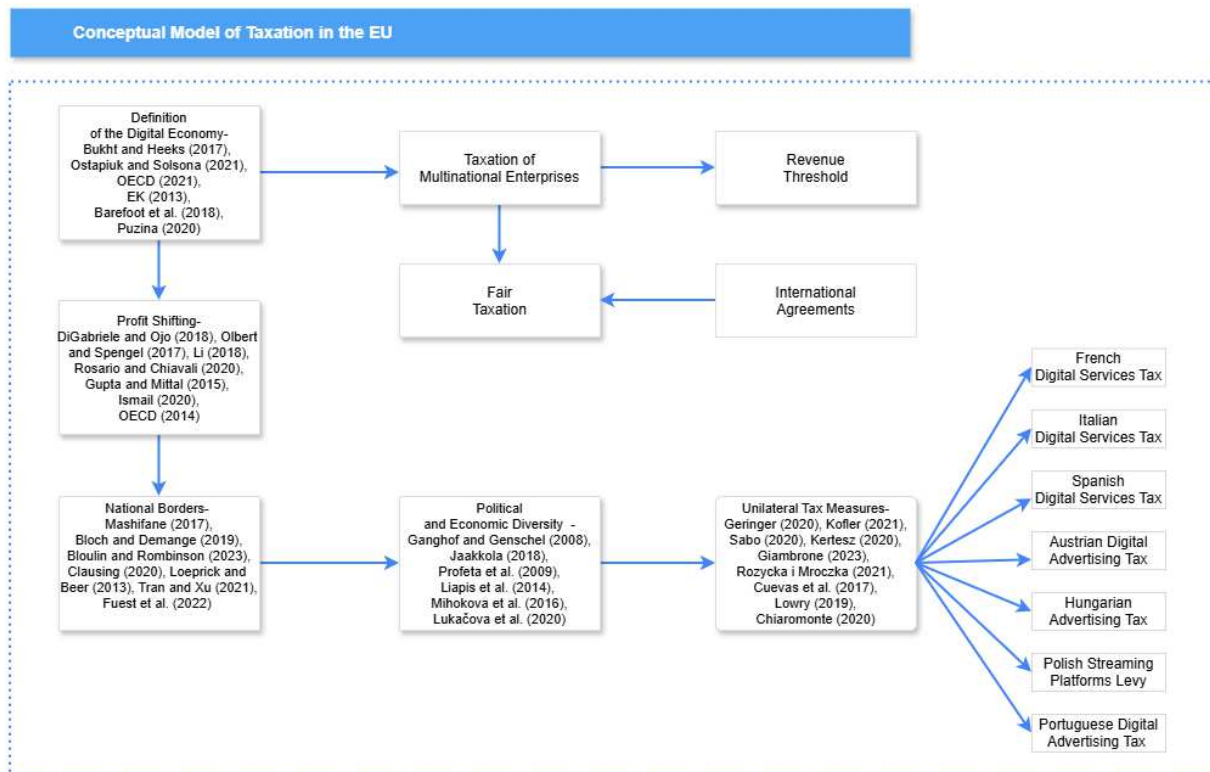 Conceptual Model of Taxation in the EU
Definition
of the Digital Economy-
Bukht and Heeks (2017),
Ostapiuk and Solsona (2021),
OECD (2021),
EK (2013),
Barefoot et al. (2018),
Puzina (2020)
Taxation of
Multinational Enterprises
Revenue
Threshold
Fair
Taxation
International
Agreements
Profit Shifting-
DiGabriele and Ojo (2018), Olbert
and Spengel (2017), Li (2018),
Rosario and Chiavali (2020),
Gupta and Mittal (2015),
Ismail (2020),
OECD (2014)
National Borders-
Mashifane (2017),
Bloch and Demange (2019),
Bloulin and Rombinson (2023),
Clausing (2020), Loeprick and
Beer (2013), Tran and Xu (2021),
Fuest et al. (2022)
Political
and Economic Diversity -
Ganghof and Genschel (2008),
Jaakkola (2018),
Profeta et al. (2009),
Liapis et al. (2014),
Mihokova et al. (2016),
Lukačova et al. (2020)
Unilateral Tax Measures-
Geringer (2020), Kofler (2021),
Sabo (2020), Kertesz (2020),
Giambrone (2023),
Rozycka i Mroczka (2021),
Cuevas et al. (2017),
Lowry (2019),
Chiaromonte (2020)
French
Digital Services Tax
Italian
Digital Services Tax
Spanish
Digital Services Tax
Austrian Digital
Advertising Tax
Hungarian
Advertising Tax
Polish Streaming
Platforms Levy
Portuguese Digital
Advertising Tax